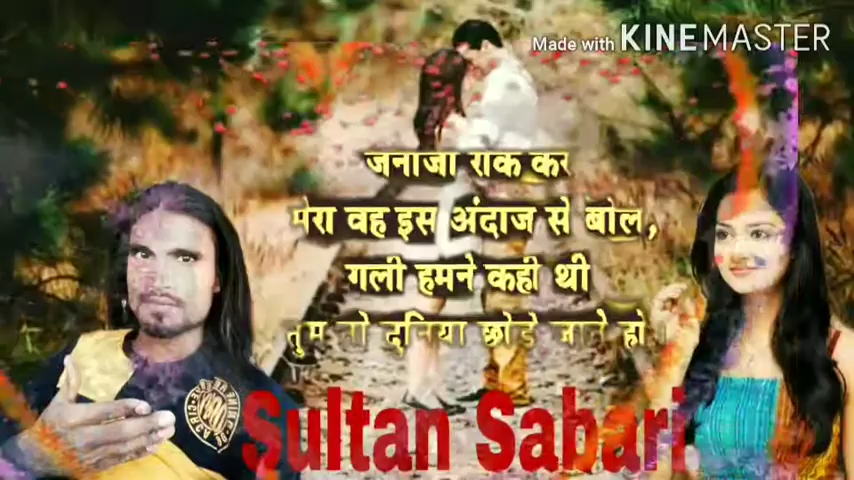 Made with KINEMASTER
जनाजा राक कर
मेरा वह इस अंदाज से बोल,
गली हमने कही थी
तुम तो दुनिया छोडे जाते हो
Sultan Sabari